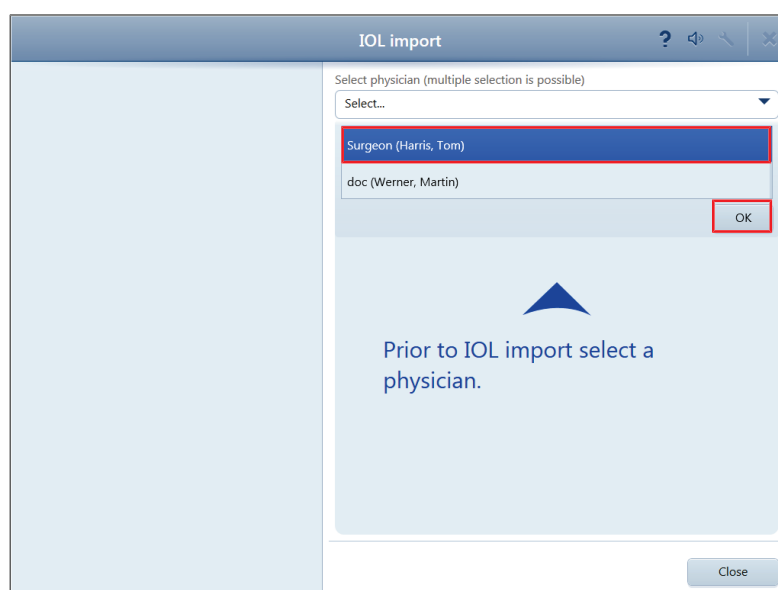 IOL import
?
Select physician (multiple selection is possible)
Select...
Surgeon (Harris, Tom)
doc (Werner, Martin)
OK
Prior to IOL import select a
physician.
Close